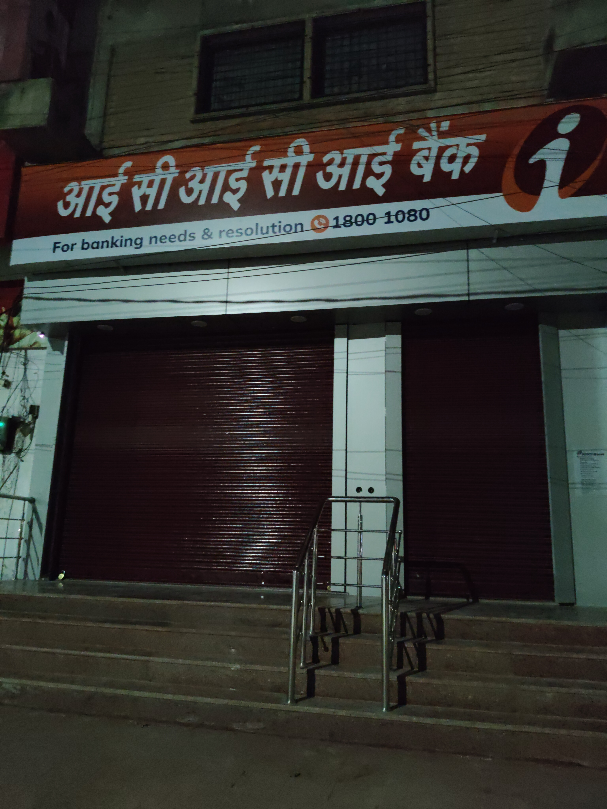 आई सी आई सी आई बैंक
For banking needs & resolution 1800 1080